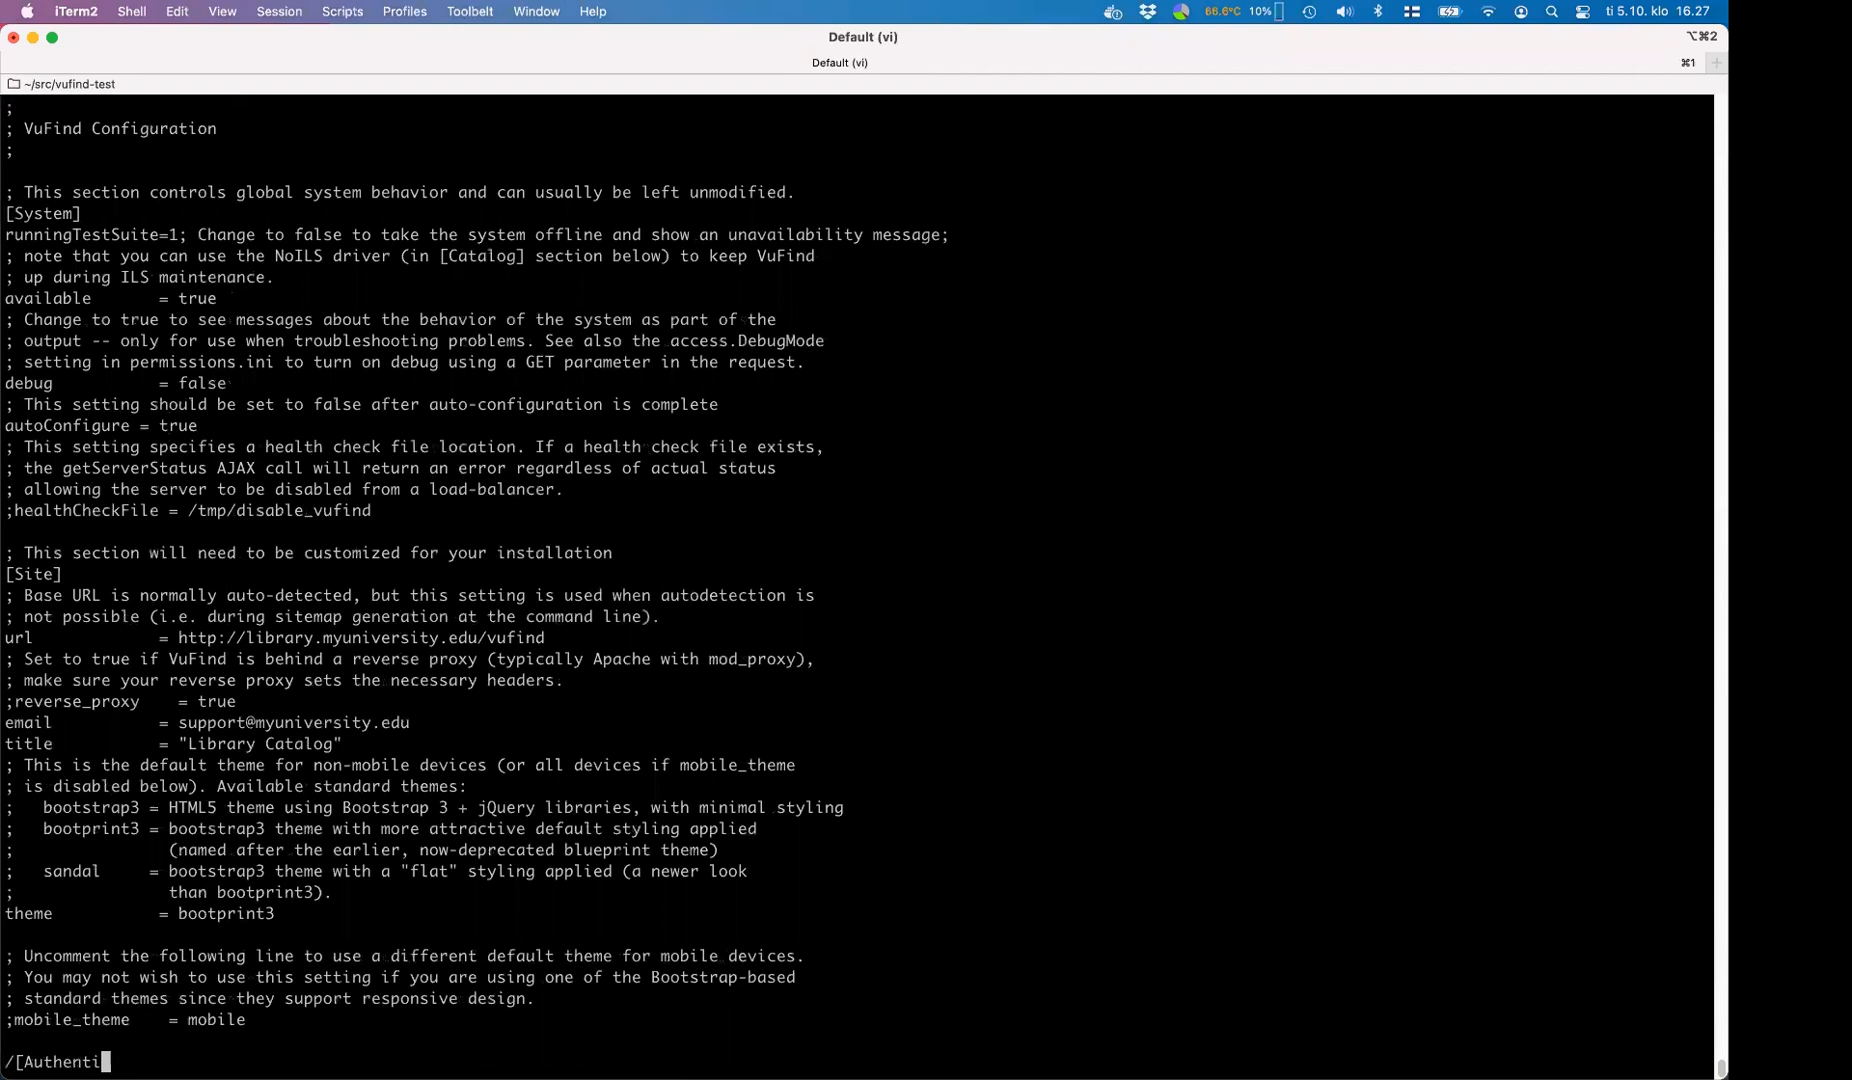 iTerm2 Shell Edit View Session Scripts Profiles Toolbelt Window Help 66.6°C 10% ti 5.10. klo 16.27
Default (vi) ⌥⌘2
Default (vi) ⌘1 +
~/src/vufind-test
;
; VuFind Configuration
;
; This section controls global system behavior and can usually be left unmodified.
[System]
runningTestSuite=1; Change to false to take the system offline and show an unavailability message;
; note that you can use the NoILS driver (in [Catalog] section below) to keep VuFind
; up during ILS maintenance.
available       = true
; Change to true to see messages about the behavior of the system as part of the
; output -- only for use when troubleshooting problems. See also the access.DebugMode
; setting in permissions.ini to turn on debug using a GET parameter in the request.
debug           = false
; This setting should be set to false after auto-configuration is complete
autoConfigure = true
; This setting specifies a health check file location. If a health check file exists,
; the getServerStatus AJAX call will return an error regardless of actual status
; allowing the server to be disabled from a load-balancer.
;healthCheckFile = /tmp/disable_vufind
; This section will need to be customized for your installation
[Site]
; Base URL is normally auto-detected, but this setting is used when autodetection is
; not possible (i.e. during sitemap generation at the command line).
url             = http://library.myuniversity.edu/vufind
; Set to true if VuFind is behind a reverse proxy (typically Apache with mod_proxy),
; make sure your reverse proxy sets the necessary headers.
;reverse_proxy    = true
email           = support@myuniversity.edu
title           = "Library Catalog"
; This is the default theme for non-mobile devices (or all devices if mobile_theme
; is disabled below). Available standard themes:
;   bootstrap3 = HTML5 theme using Bootstrap 3 + jQuery libraries, with minimal styling
;   bootprint3 = bootstrap3 theme with more attractive default styling applied
;                (named after the earlier, now-deprecated blueprint theme)
;   sandal     = bootstrap3 theme with a "flat" styling applied (a newer look
;                than bootprint3).
theme           = bootprint3
; Uncomment the following line to use a different default theme for mobile devices.
; You may not wish to use this setting if you are using one of the Bootstrap-based
; standard themes since they support responsive design.
;mobile_theme    = mobile
/[Authenti